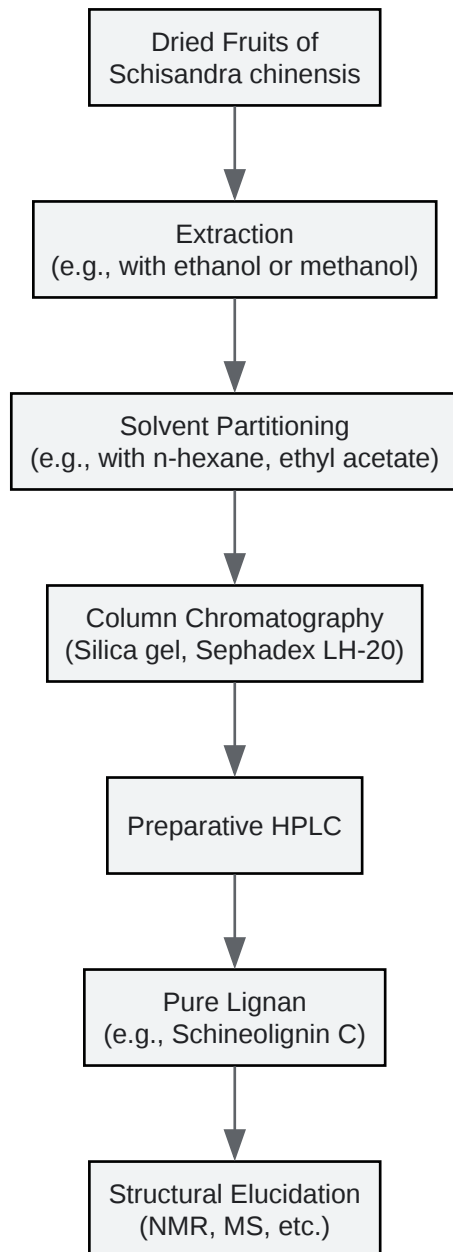 Dried Fruits of
Schisandra chinensis
Extraction
(e.g., with ethanol or methanol)
Solvent Partitioning
(e.g., with n-hexane, ethyl acetate)
Column Chromatography
(Silica gel, Sephadex LH-20)
Preparative HPLC
Pure Lignan
(e.g., Schineolignin C)
Structural Elucidation
(NMR, MS, etc.)